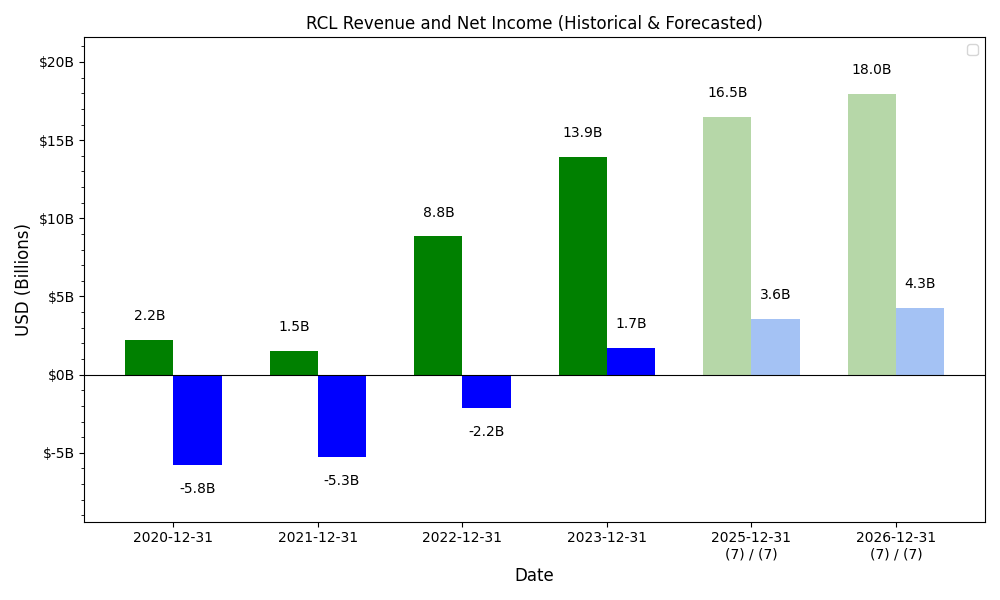 RCL Revenue and Net Income (Historical & Forecasted)
$20B
$15B
$10B
$5B
$0B
$-5B
USD (Billions)
2.2B
-5.8B
1.5B
-5.3B
8.8B
-2.2B
13.9B
1.7B
16.5B
3.6B
18.0B
4.3B
2020-12-31
2021-12-31
2022-12-31
2023-12-31
2025-12-31
(7) / (7)
2026-12-31
(7) / (7)
Date